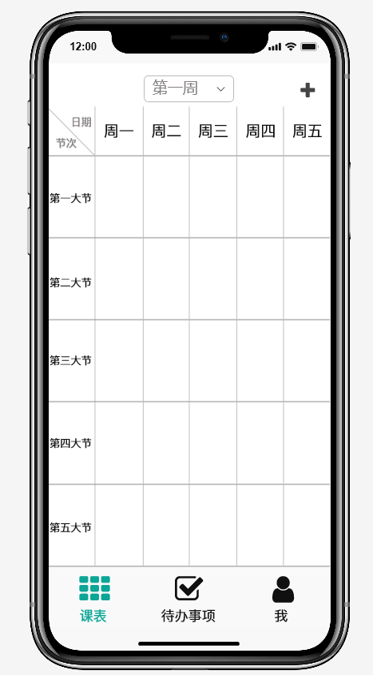 12:00
第一周
日期
节次
周一 周二 周三 周四 周五
第一大节
第二大节
第三大节
第四大节
第五大节
课表 待办事项 我